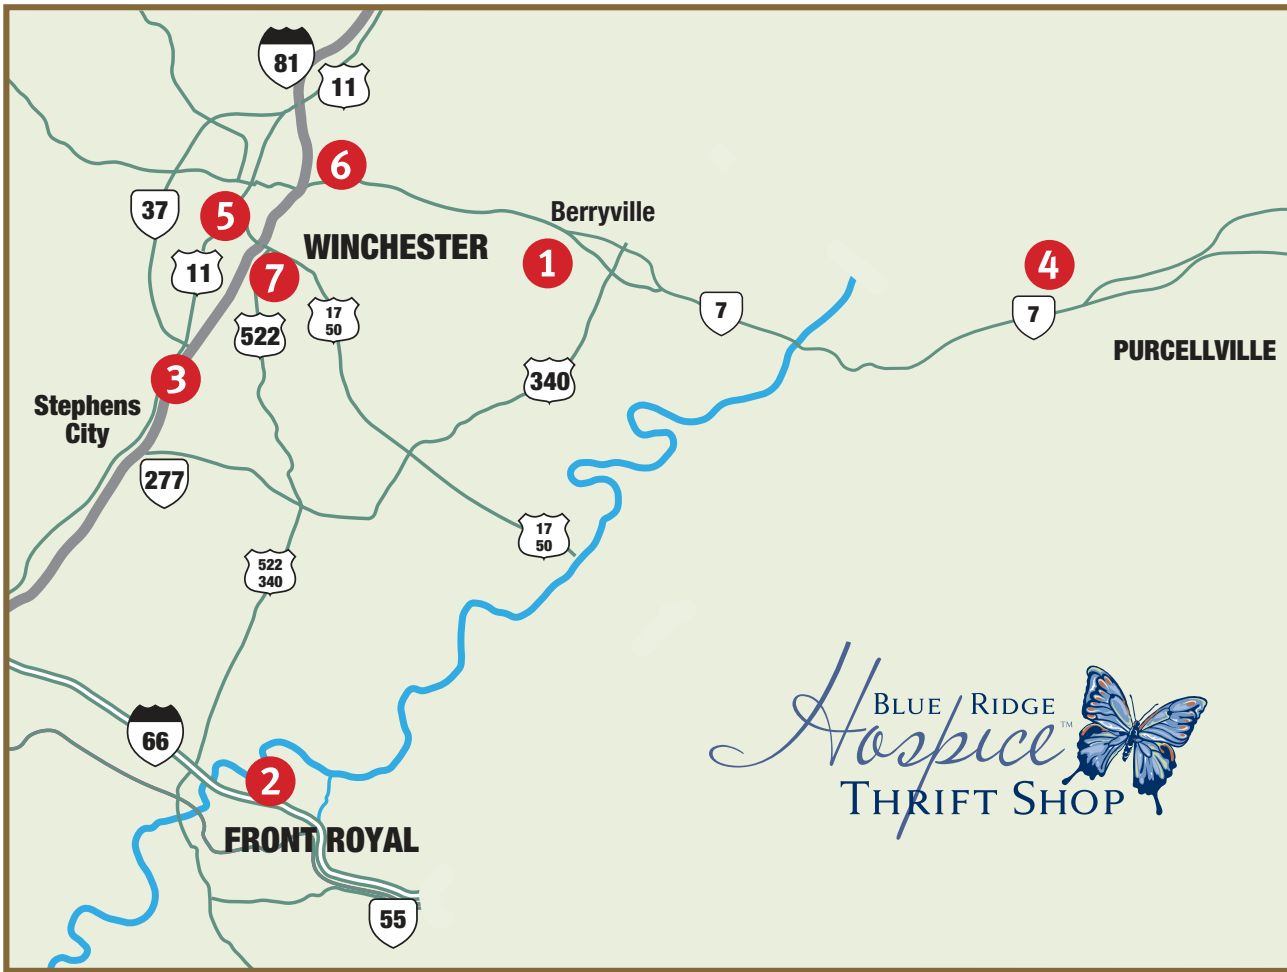 81
11
6
37
5
Berryville
WINCHESTER
1
4
11
7
17
50
7
7
522
PURCELLVILLE
3
340
Stephens
City
277
17
50
522
340
66
BLUE RIDGE
Hospice™
THRIFT SHOP
2
FRONT ROYAL
55